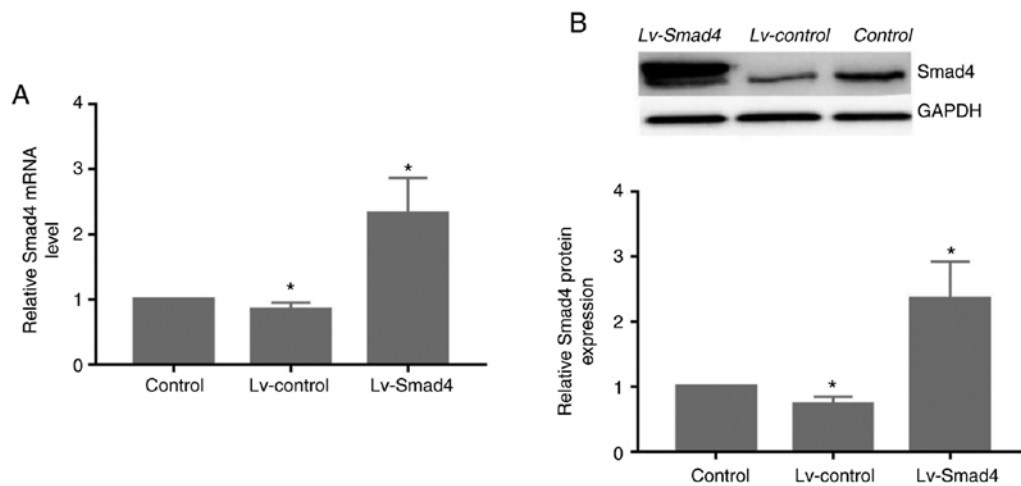 A
Relative Smad4 mRNA
level
4
3
2
1
0
*
*
Control
Lv-control
Lv-Smad4
B
Lv-Smad4
Lv-control
Control
Smad4
GAPDH
Relative Smad4 protein
expression
4
3
2
1
0
*
*
Control
Lv-control
Lv-Smad4